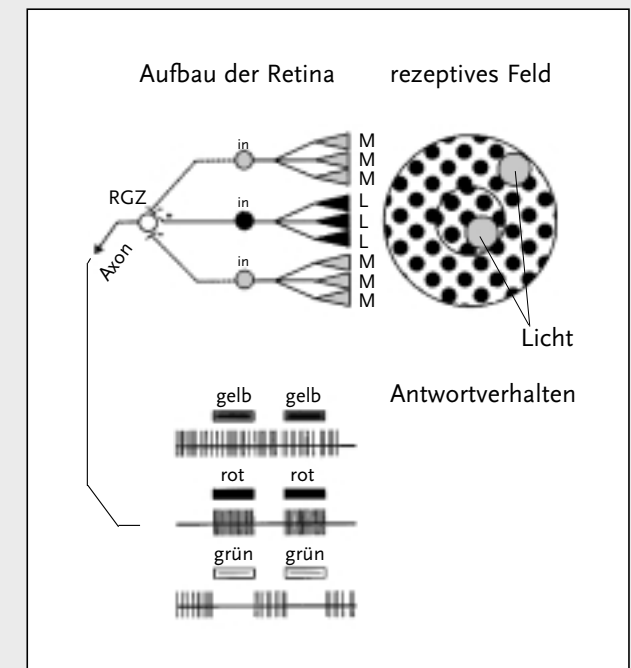 Aufbau der Retina
rezeptives Feld
in
M
M
M
RGZ
in
L
L
L
Axon
in
M
M
M
Licht
Antwortverhalten
gelb gelb
rot rot
grün grün